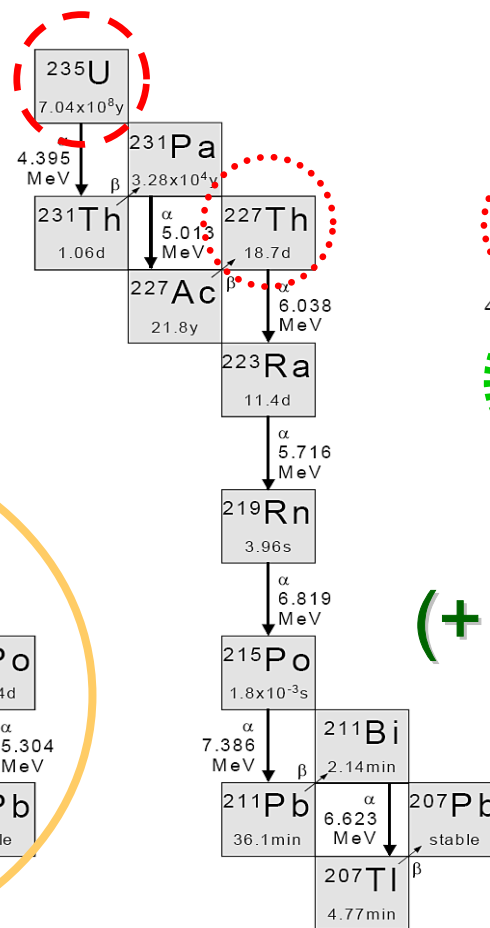 235U
7.04x10⁸y
α
4.395
MeV
231Pa
3.28x10⁴y
β
231Th
1.06d
α
5.013
MeV
227Th
18.7d
β
227Ac
21.8y
α
6.038
MeV
223Ra
11.4d
α
5.716
MeV
219Rn
3.96s
α
6.819
MeV
(+
215Po
1.8x10⁻³s
Po
4d
α
5.304
MeV
Pb
le
α
7.386
MeV
211Bi
2.14min
β
211Pb
36.1min
α
6.623
MeV
207Pb
stable
β
207Tl
4.77min
4